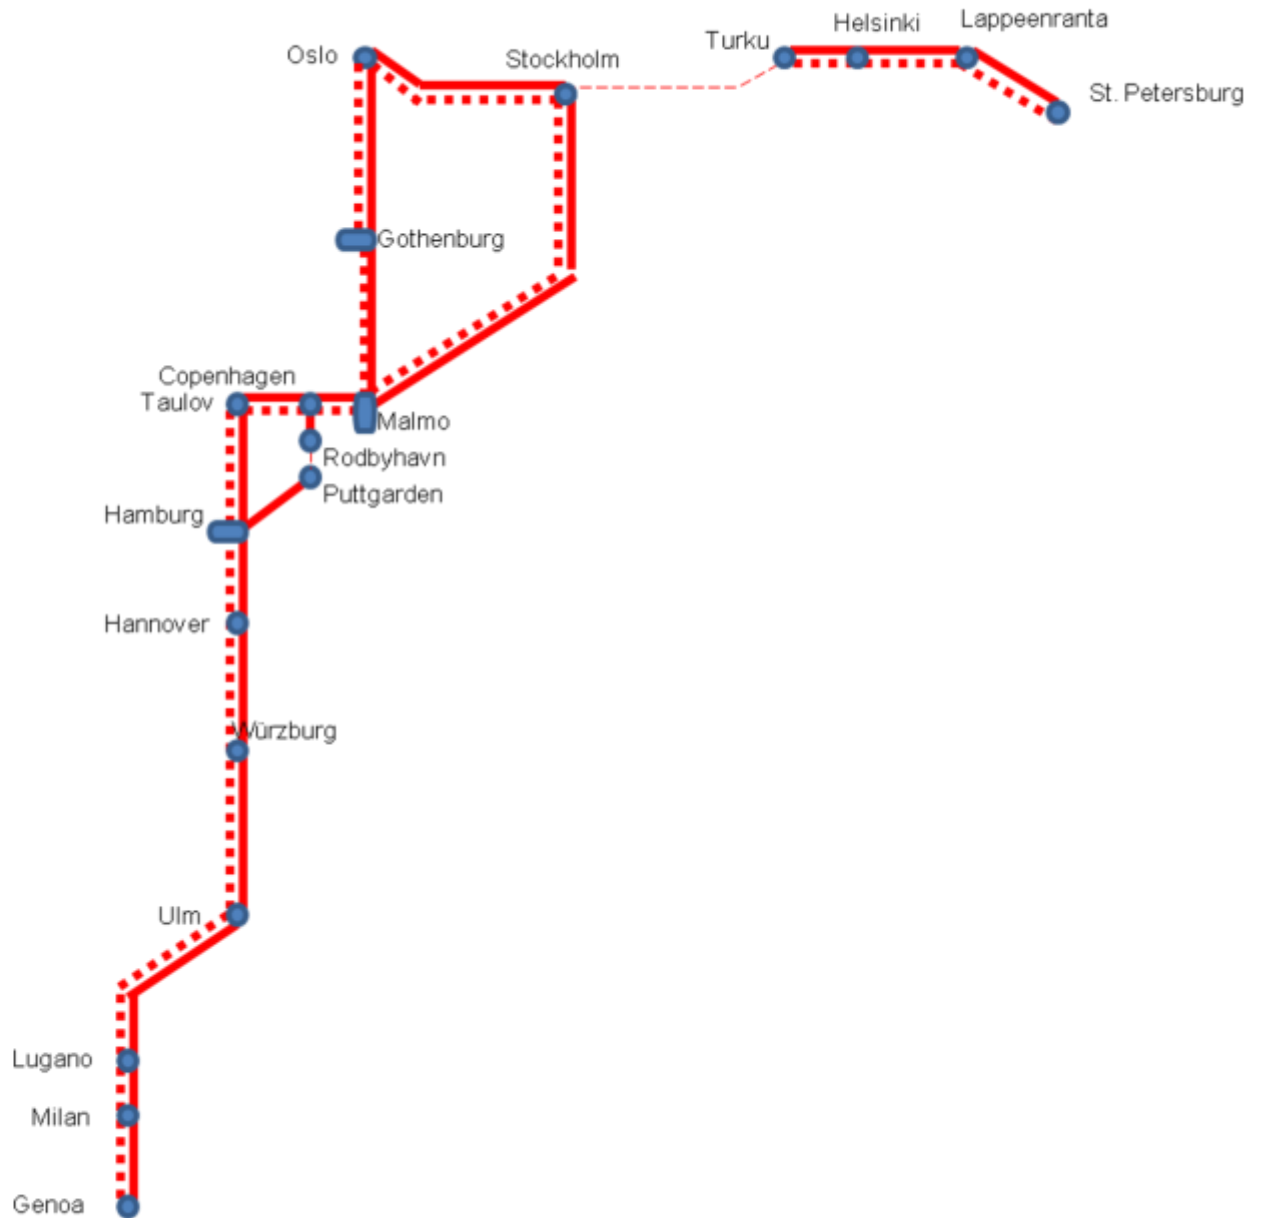 Lappeenranta
Helsinki
Turku
Oslo
Stockholm
St. Petersburg
Gothenburg
Copenhagen
Taulov
Malmo
Rodbyhavn
Puttgarden
Hamburg
Hannover
Würzburg
Ulm
Lugano
Milan
Genoa